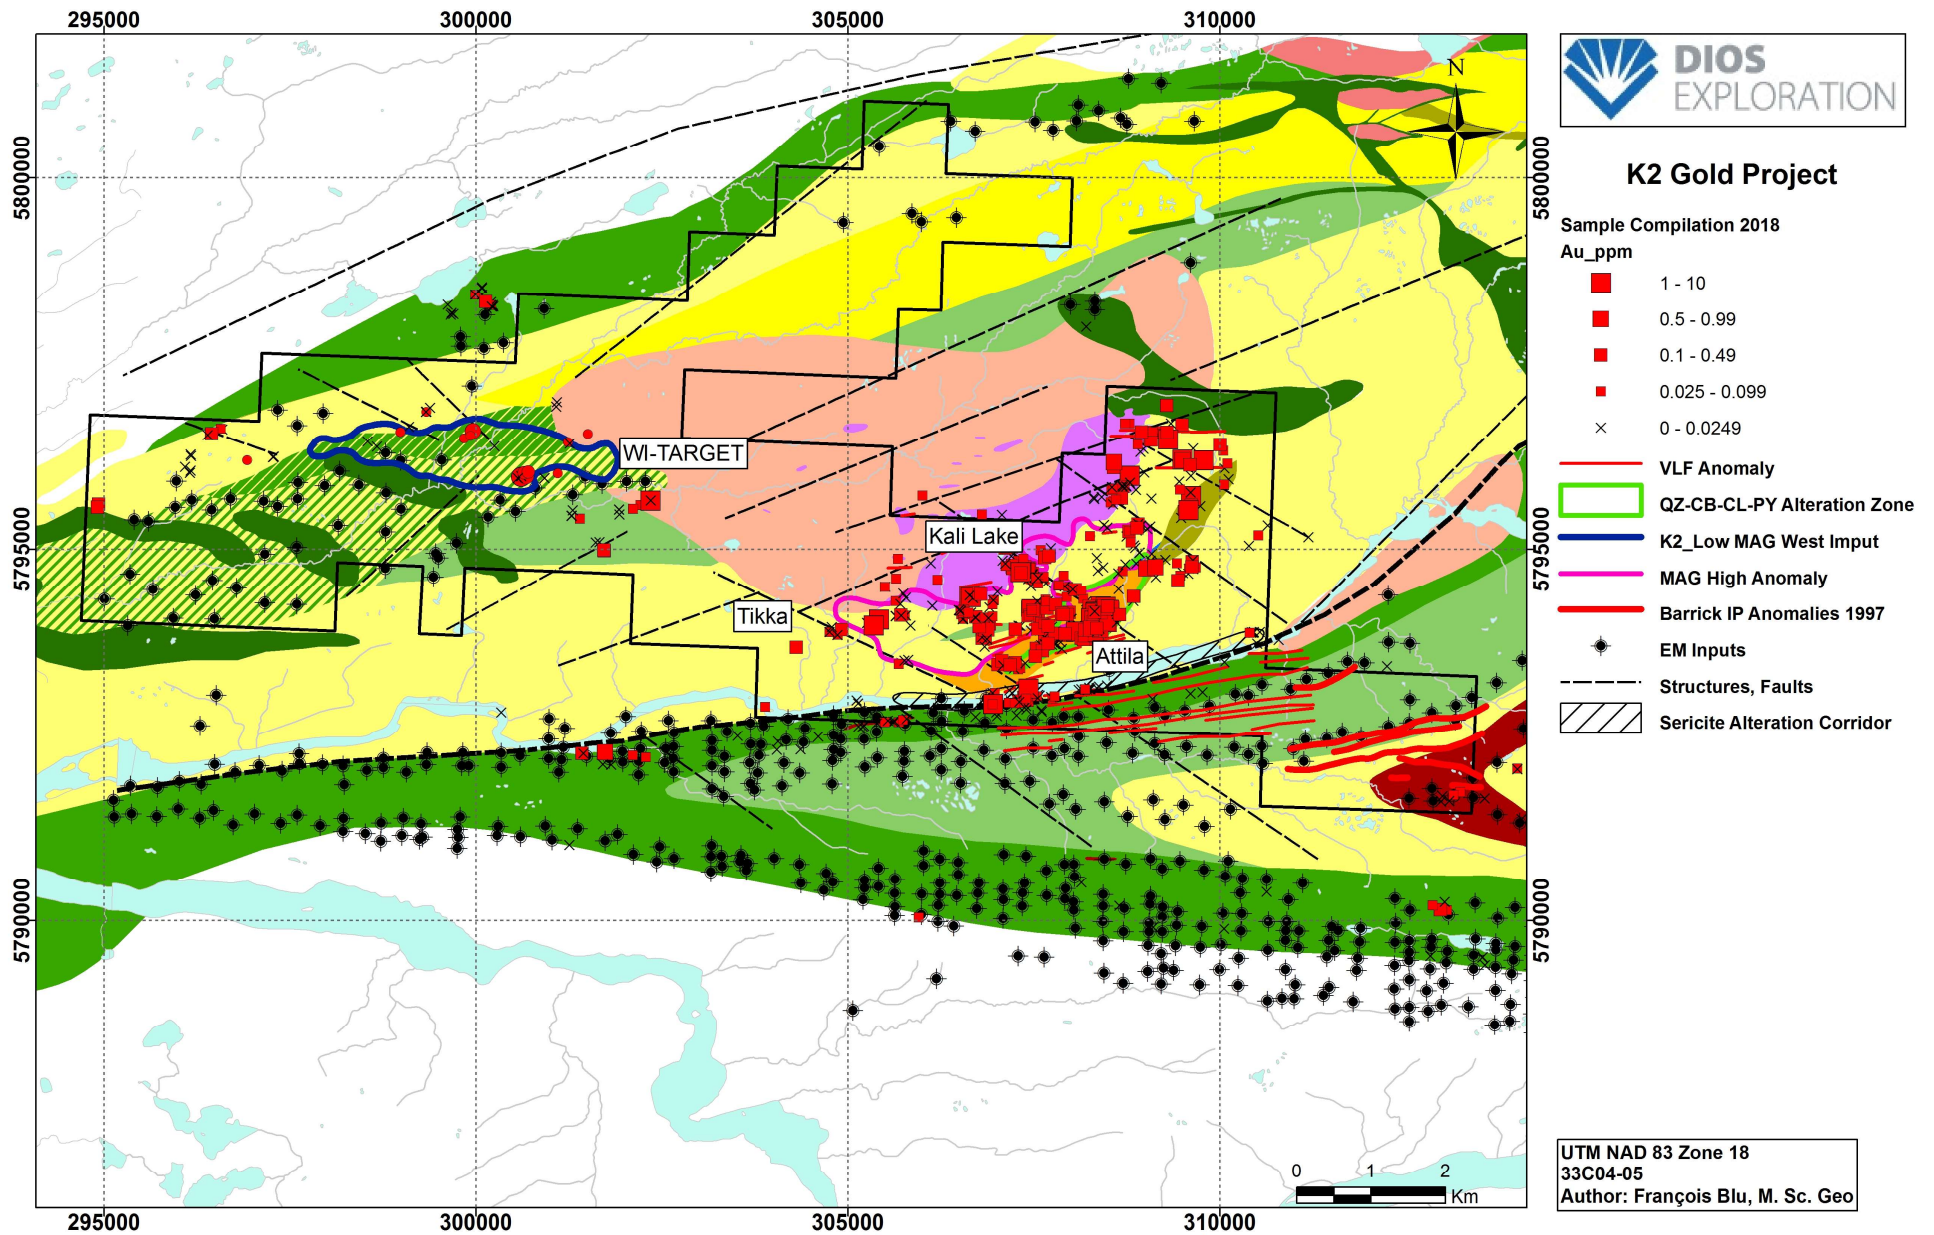 295000
300000
305000
310000
5800000
5795000
5790000
5800000
5795000
5790000
295000
300000
305000
310000
N
WI-TARGET
Kali Lake
Tikka
Attila
0 1 2
Km
DIOS
EXPLORATION
K2 Gold Project
Sample Compilation 2018
Au_ppm
1 - 10
0.5 - 0.99
0.1 - 0.49
0.025 - 0.099
0 - 0.0249
VLF Anomaly
QZ-CB-CL-PY Alteration Zone
K2_Low MAG West Imput
MAG High Anomaly
Barrick IP Anomalies 1997
EM Inputs
Structures, Faults
Sericite Alteration Corridor
UTM NAD 83 Zone 18
33C04-05
Author: François Blu, M. Sc. Geo